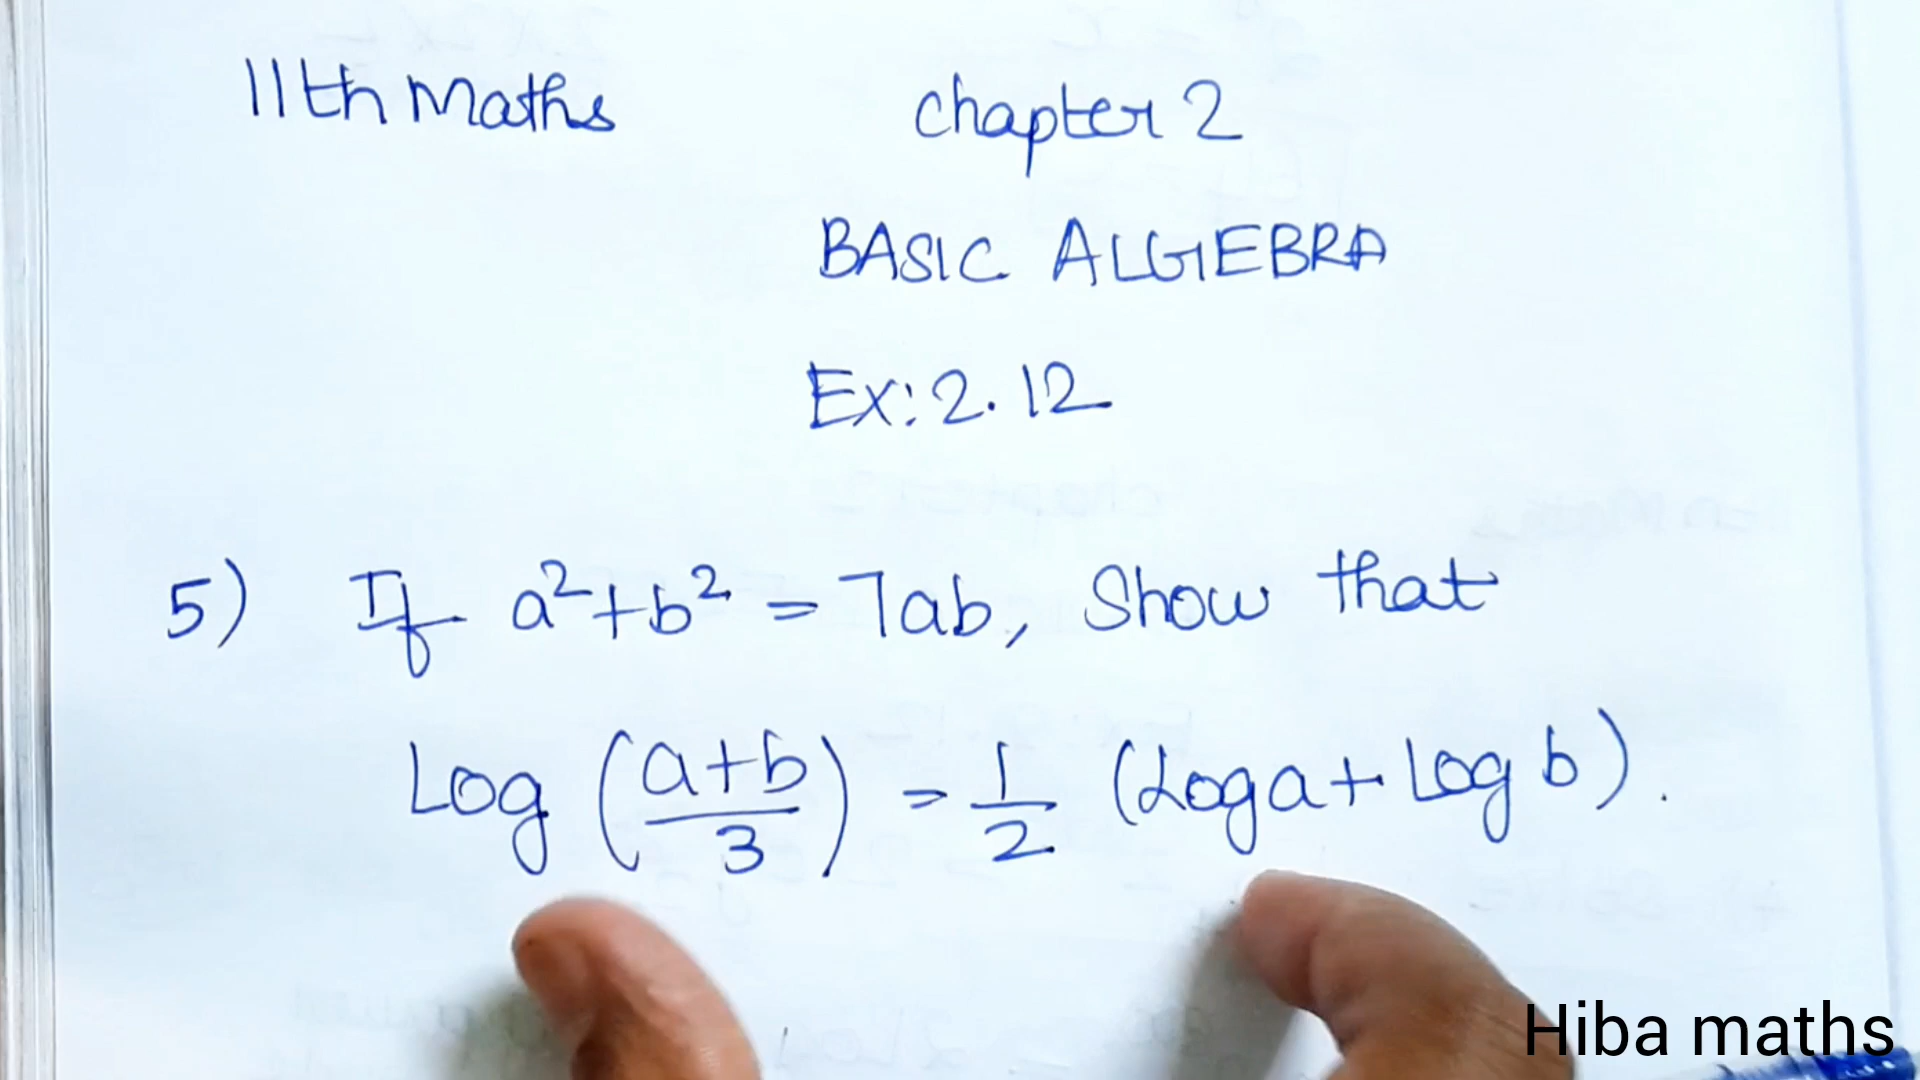 11th Maths chapter 2
BASIC ALGEBRA
Ex: 2.12
5) If a²+b² = 7ab, Show that
Log (a+b/3) = 1/2 (Log a + Log b).
Hiba maths